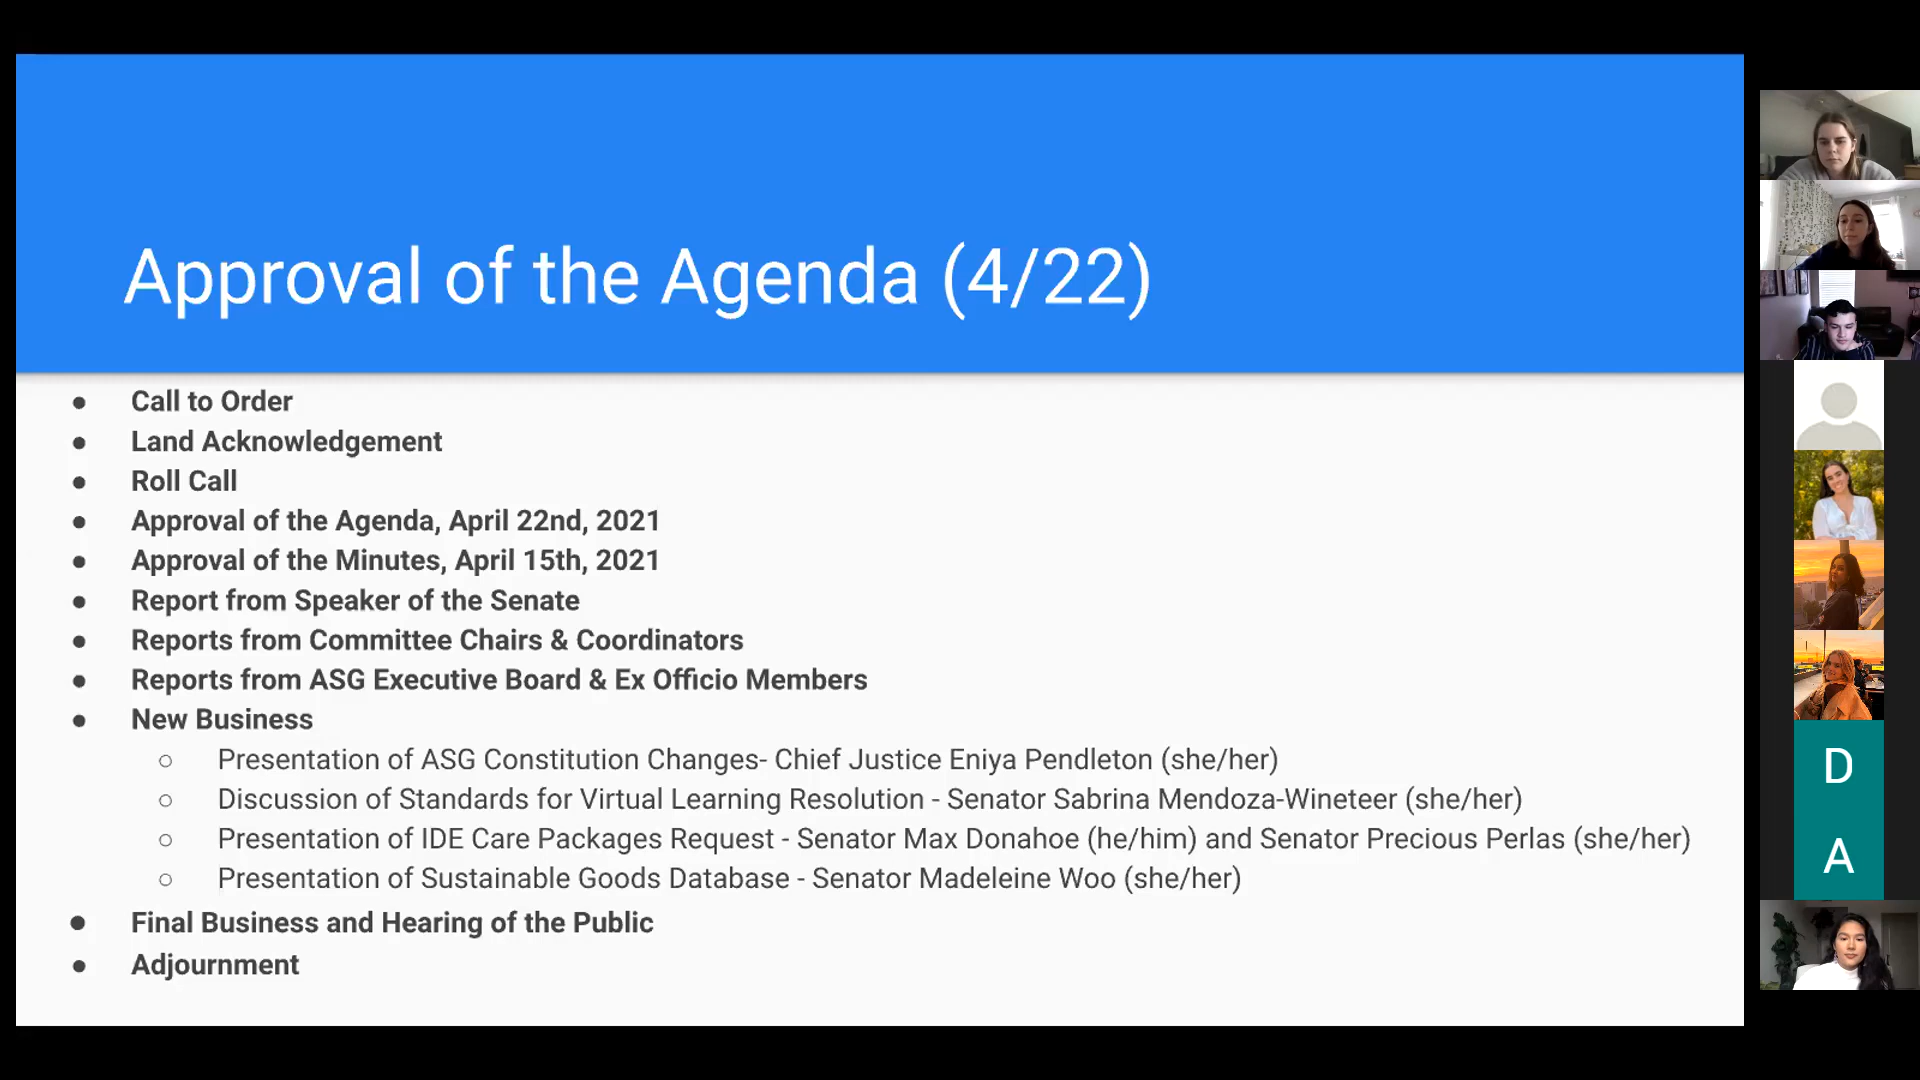 Approval of the Agenda (4/22)
● Call to Order
● Land Acknowledgement
● Roll Call
● Approval of the Agenda, April 22nd, 2021
● Approval of the Minutes, April 15th, 2021
● Report from Speaker of the Senate
● Reports from Committee Chairs & Coordinators
● Reports from ASG Executive Board & Ex Officio Members
● New Business
○ Presentation of ASG Constitution Changes- Chief Justice Eniya Pendleton (she/her)
○ Discussion of Standards for Virtual Learning Resolution - Senator Sabrina Mendoza-Wineteer (she/her)
○ Presentation of IDE Care Packages Request - Senator Max Donahoe (he/him) and Senator Precious Perlas (she/her)
○ Presentation of Sustainable Goods Database - Senator Madeleine Woo (she/her)
● Final Business and Hearing of the Public
● Adjournment
D
A